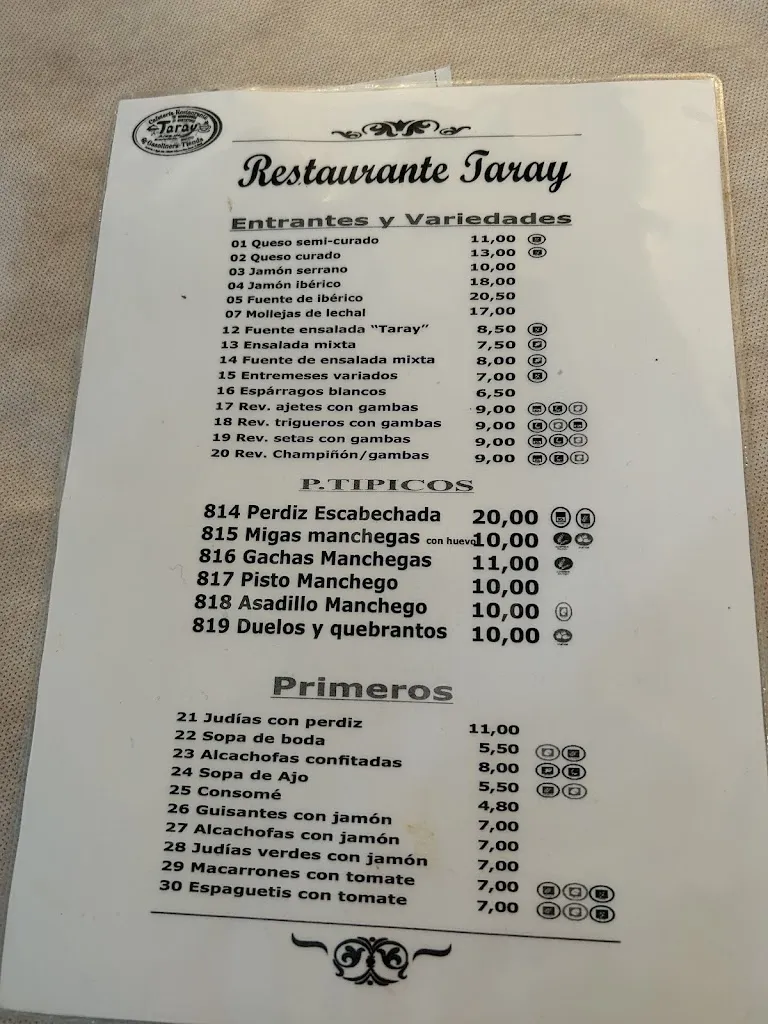 Cafetería Restaurante
Taray
Gasolinera Tienda
Restaurante Taray
Entrantes y Variedades
01 Queso semi-curado 11,00
02 Queso curado 13,00
03 Jamón serrano 10,00
04 Jamón ibérico 18,00
05 Fuente de ibérico 20,50
07 Mollejas de lechal 17,00
12 Fuente ensalada "Taray" 8,50
13 Ensalada mixta 7,50
14 Fuente de ensalada mixta 8,00
15 Entremeses variados 7,00
16 Espárragos blancos 6,50
17 Rev. ajetes con gambas 9,00
18 Rev. trigueros con gambas 9,00
19 Rev. setas con gambas 9,00
20 Rev. Champiñón/gambas 9,00
P.TIPICOS
814 Perdiz Escabechada 20,00
815 Migas manchegas con huevo 10,00
816 Gachas Manchegas 11,00
817 Pisto Manchego 10,00
818 Asadillo Manchego 10,00
819 Duelos y quebrantos 10,00
Primeros
21 Judías con perdiz 11,00
22 Sopa de boda 5,50
23 Alcachofas confitadas 8,00
24 Sopa de Ajo 5,50
25 Consomé 4,80
26 Guisantes con jamón 7,00
27 Alcachofas con jamón 7,00
28 Judías verdes con jamón 7,00
29 Macarrones con tomate 7,00
30 Espaguetis con tomate 7,00